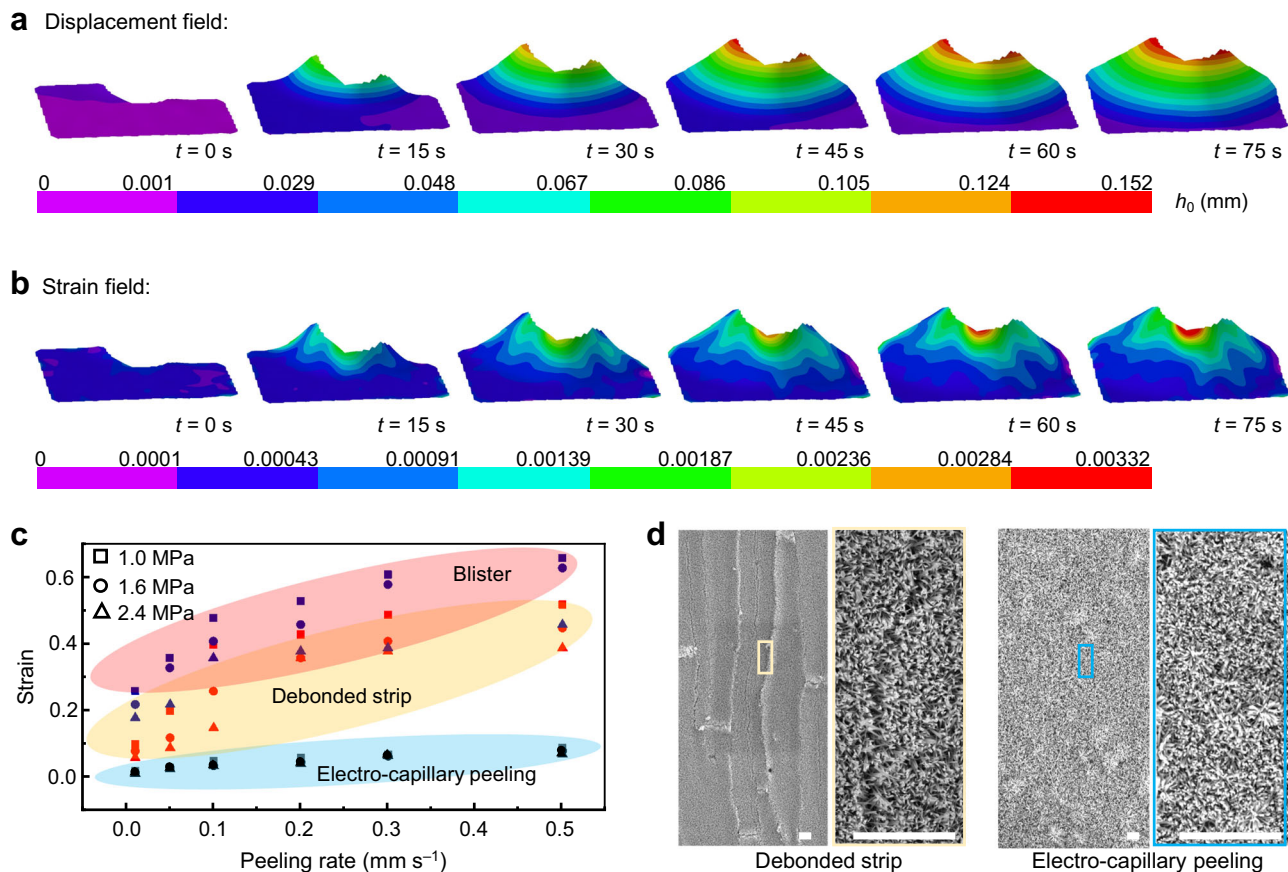 a Displacement field:
t = 0 s t = 15 s t = 30 s t = 45 s t = 60 s t = 75 s
0 0.001 0.029 0.048 0.067 0.086 0.105 0.124 0.152 h₀ (mm)
b Strain field:
t = 0 s t = 15 s t = 30 s t = 45 s t = 60 s t = 75 s
0 0.0001 0.00043 0.00091 0.00139 0.00187 0.00236 0.00284 0.00332
c
1.0 MPa
1.6 MPa
2.4 MPa
Blister
Debonded strip
Electro-capillary peeling
0.6
0.4
0.2
0.0
Strain
0.0 0.1 0.2 0.3 0.4 0.5
Peeling rate (mm s⁻¹)
d
Debonded strip Electro-capillary peeling